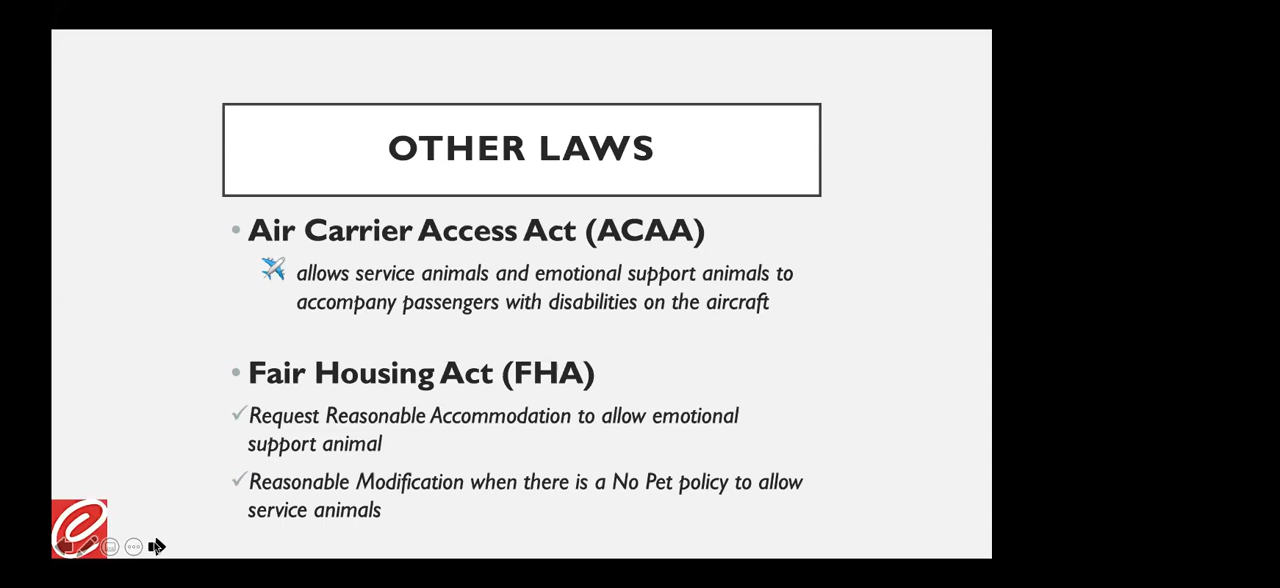 OTHER LAWS
• Air Carrier Access Act (ACAA)
✈ allows service animals and emotional support animals to
accompany passengers with disabilities on the aircraft
• Fair Housing Act (FHA)
✓Request Reasonable Accommodation to allow emotional
support animal
✓Reasonable Modification when there is a No Pet policy to allow
service animals